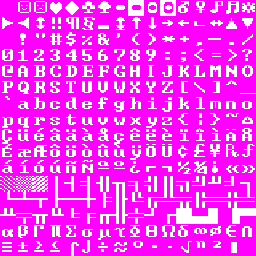 ☺☻♥♦♣♠•◘○◙♂♀♪♫☼
►◄↕‼¶§▬↨↑↓→←∟↔▲▼
!"#$%&'()*+,-./
0123456789:;<=>?
@ABCDEFGHIJKLMNO
PQRSTUVWXYZ[\]^_
`abcdefghijklmno
pqrstuvwxyz{|}~⌂
ÇüéâäàåçêëèïîìÄÅ
ÉæÆôöòûùÿÖÜ¢£¥₧ƒ
áíóúñÑªº¿⌐¬½¼¡«»
░▒▓│┤╡╢╖╕╣║╗╝╜╛┐
└┴┬├─┼╞╟╚╔╩╦╠═╬╧
╨╤╥╙╘╒╓╫╪┘┌█▄▌▐▀
αßΓπΣσµτΦΘΩδ∞φε∩
≡±≥≤⌠⌡÷≈°∙·√ⁿ²■